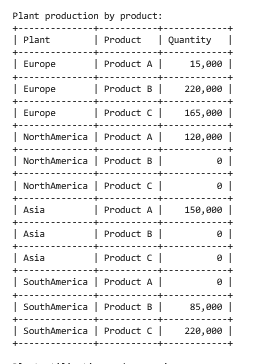 Plant production by product:
+--------------+-----------+------------+
| Plant | Product | Quantity |
+--------------+-----------+------------+
| Europe | Product A | 15,000 |
+--------------+-----------+------------+
| Europe | Product B | 220,000 |
+--------------+-----------+------------+
| Europe | Product C | 165,000 |
+--------------+-----------+------------+
| NorthAmerica | Product A | 120,000 |
+--------------+-----------+------------+
| NorthAmerica | Product B | 0 |
+--------------+-----------+------------+
| NorthAmerica | Product C | 0 |
+--------------+-----------+------------+
| Asia | Product A | 150,000 |
+--------------+-----------+------------+
| Asia | Product B | 0 |
+--------------+-----------+------------+
| Asia | Product C | 0 |
+--------------+-----------+------------+
| SouthAmerica | Product A | 0 |
+--------------+-----------+------------+
| SouthAmerica | Product B | 85,000 |
+--------------+-----------+------------+
| SouthAmerica | Product C | 220,000 |
+--------------+-----------+------------+